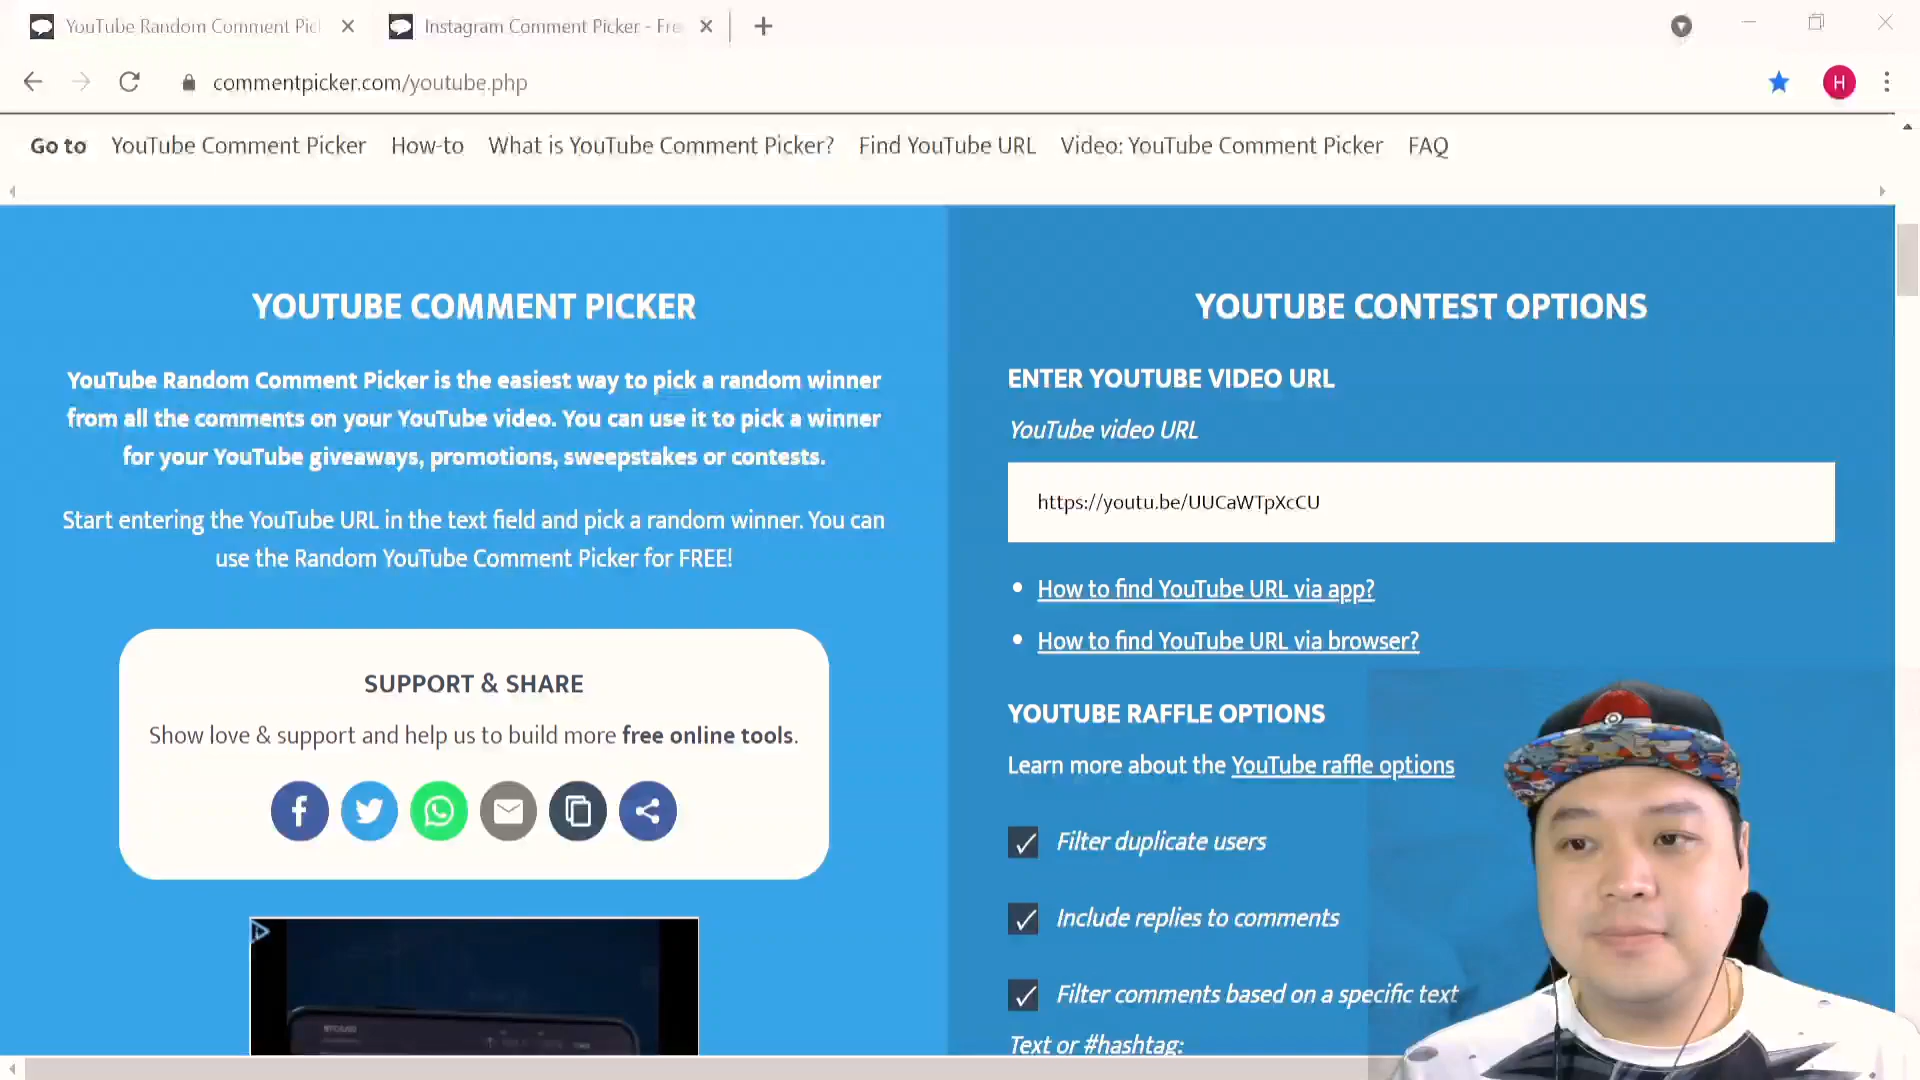 YouTube Random Comment Pic
Instagram Comment Picker - Fre
commentpicker.com/youtube.php
H
Go to YouTube Comment Picker How-to What is YouTube Comment Picker? Find YouTube URL Video: YouTube Comment Picker FAQ
YOUTUBE COMMENT PICKER
YouTube Random Comment Picker is the easiest way to pick a random winner
from all the comments on your YouTube video. You can use it to pick a winner
for your YouTube giveaways, promotions, sweepstakes or contests.
Start entering the YouTube URL in the text field and pick a random winner. You can
use the Random YouTube Comment Picker for FREE!
SUPPORT & SHARE
Show love & support and help us to build more free online tools.
YOUTUBE CONTEST OPTIONS
ENTER YOUTUBE VIDEO URL
YouTube video URL
https://youtu.be/UUCaWTpXcCU
How to find YouTube URL via app?
How to find YouTube URL via browser?
YOUTUBE RAFFLE OPTIONS
Learn more about the YouTube raffle options
Filter duplicate users
Include replies to comments
Filter comments based on a specific text
Text or #hashtag: